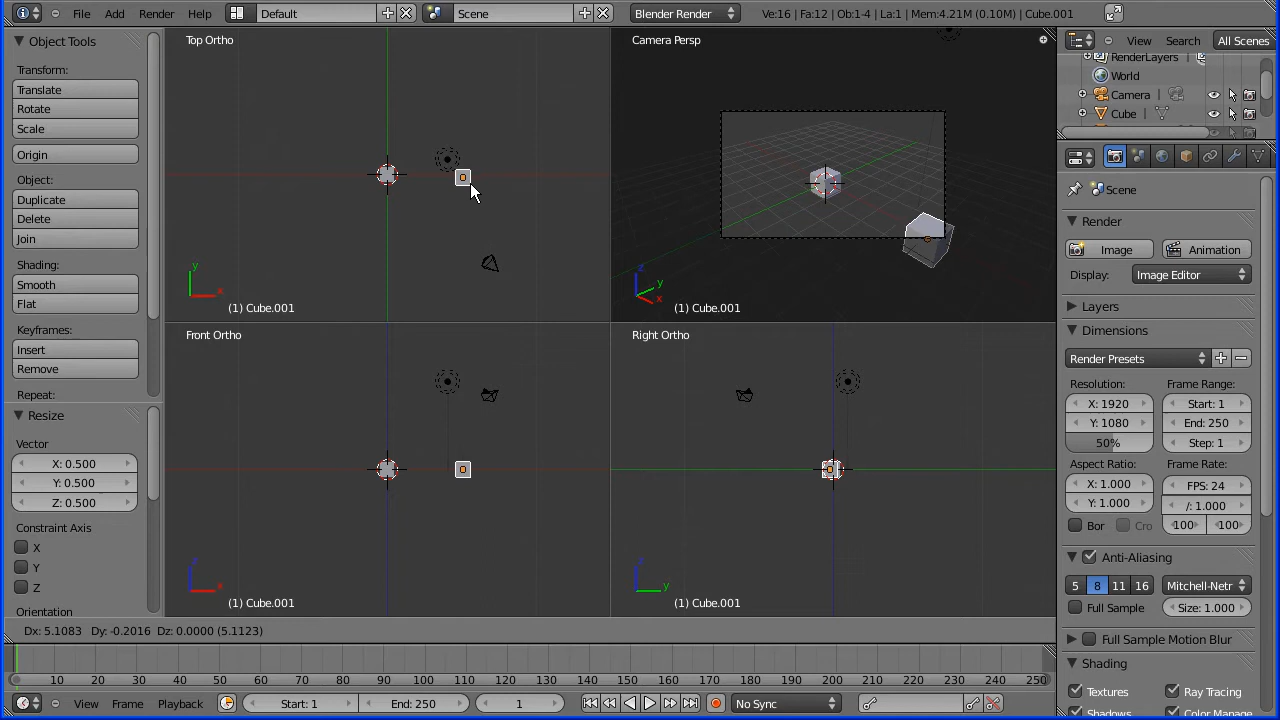 File Add Render Help Default Scene Blender Render Ve:16 | Fa:12 | Ob:1-4 | La:1 | Mem:4.21M (0.10M) | Cube.001
Object Tools
Transform:
Translate
Rotate
Scale
Origin
Object:
Duplicate
Delete
Join
Shading:
Smooth
Flat
Keyframes:
Insert
Remove
Repeat:
Resize
Vector
X: 0.500
Y: 0.500
Z: 0.500
Constraint Axis
X
Y
Z
Orientation
Top Ortho
y
x
(1) Cube.001
Camera Persp
z
y
x
(1) Cube.001
Front Ortho
z
x
(1) Cube.001
Right Ortho
z
y
(1) Cube.001
Dx: 5.1083 Dy: -0.2016 Dz: 0.0000 (5.1123)
10 20 30 40 50 60 70 80 90 100 110 120 130 140 150 160 170 180 190 200 210 220 230 240 250
View Frame Playback Start: 1 End: 250 1 No Sync
View Search All Scenes
RenderLayers |
World
Camera |
Cube |
Scene
Render
Image Animation
Display: Image Editor
Layers
Dimensions
Render Presets
Resolution: Frame Range:
X: 1920 Start: 1
Y: 1080 End: 250
50% Step: 1
Aspect Ratio: Frame Rate:
X: 1.000 FPS: 24
Y: 1.000 /: 1.000
Bor Cro 100 100
Anti-Aliasing
5 8 11 16 Mitchell-Netr
Full Sample Size: 1.000
Full Sample Motion Blur
Shading
Textures Ray Tracing
Shadows Color Manage